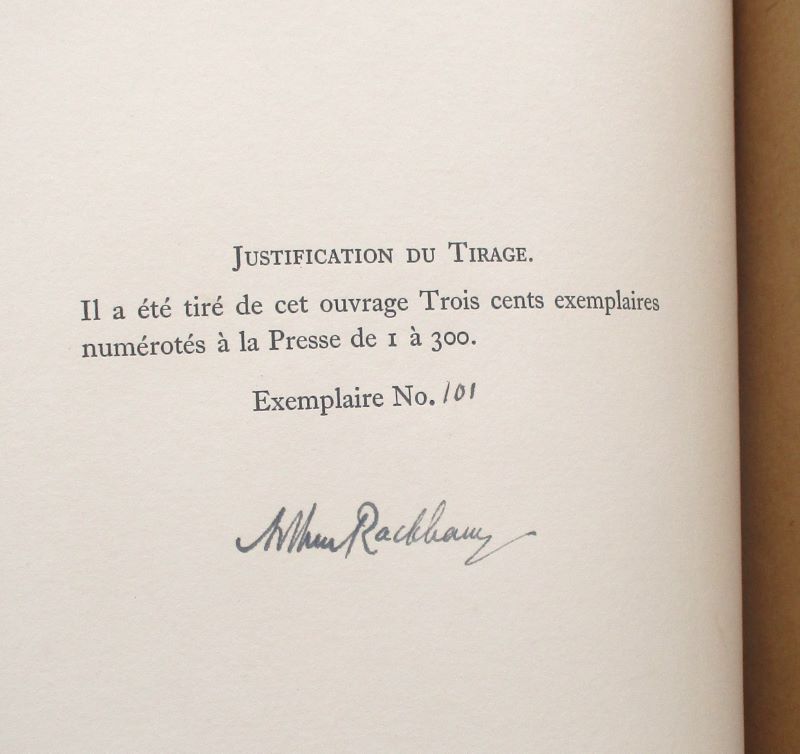 Justification du Tirage.
Il a été tiré de cet ouvrage Trois cents exemplaires
numérotés à la Presse de 1 à 300.
Exemplaire No. 101
Arthur Rackham